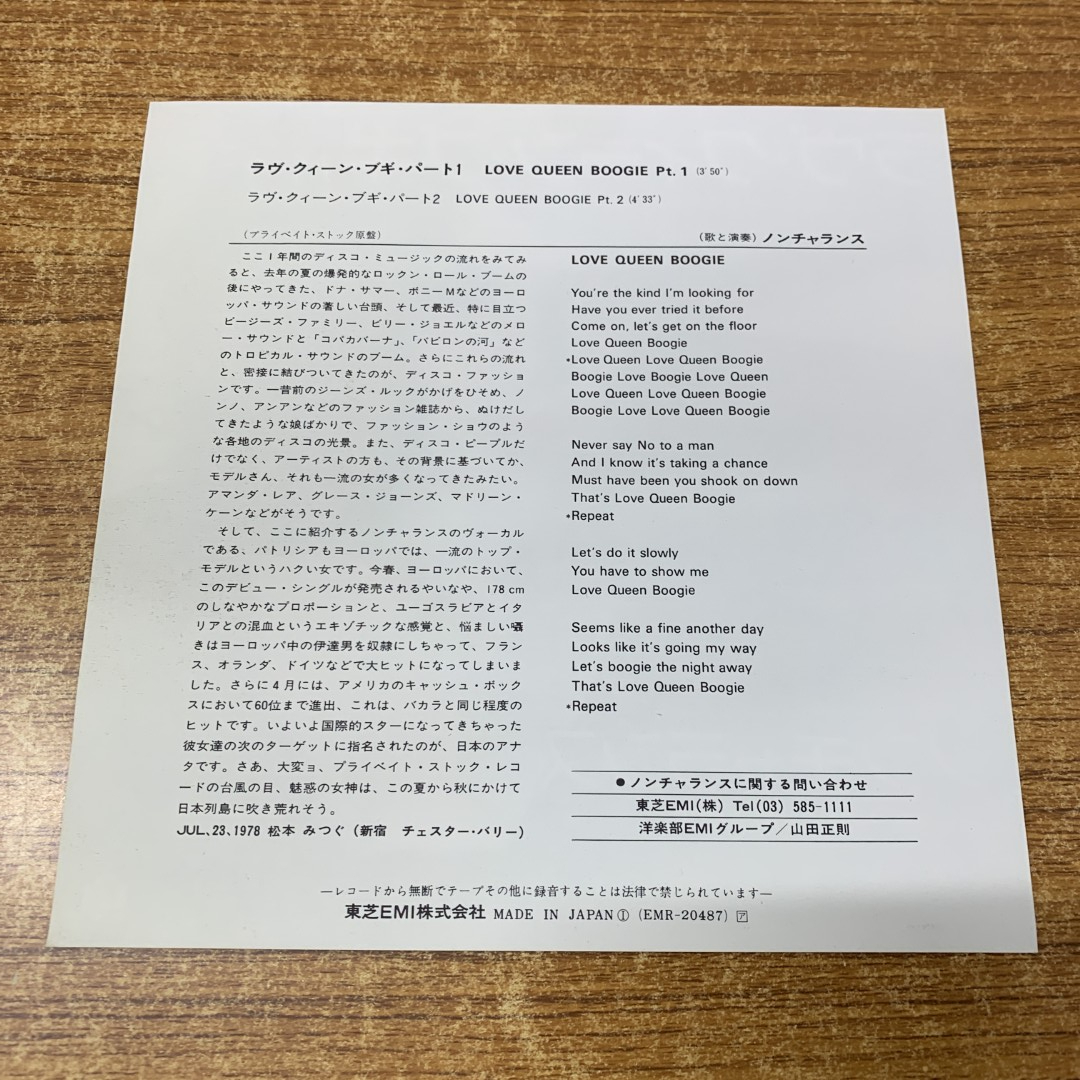 ラヴ・クィーン・ブギ・パート1 LOVE QUEEN BOOGIE Pt. 1 (3'50")
ラヴ・クィーン・ブギ・パート2 LOVE QUEEN BOOGIE Pt. 2 (4'33")
(プライベイト・ストック原盤)
(歌と演奏) ノンチャランス
ここ1年間のディスコ・ミュージックの流れをみてみ
ると、去年の夏の爆発的なロックン・ロール・ブームの
後にやってきた、ドナ・サマー、ボニーMなどのヨーロ
ッパ・サウンドの著しい台頭、そして最近、特に目立つ
ビージーズ・ファミリー、ビリー・ジョエルなどのメロ
ー・サウンドと「コパカバーナ」、「バビロンの河」など
のトロピカル・サウンドのブーム。さらにこれらの流れ
と、密接に結びついてきたのが、ディスコ・ファッショ
ンです。一昔前のジーンズ・ルックがかげをひそめ、ノ
ンノ、アンアンなどのファッション雑誌から、ぬけだし
てきたような娘ばかりで、ファッション・ショウのよう
な各地のディスコの光景。また、ディスコ・ピープルだ
けでなく、アーティストの方も、その背景に基づいてか、
モデルさん、それも一流の女が多くなってきたみたい。
アマンダ・レア、グレース・ジョーンズ、マドリーン・
ケーンなどがそうです。
そして、ここに紹介するノンチャランスのヴォーカル
である、パトリシアもヨーロッパでは、一流のトップ・
モデルというハクい女です。今春、ヨーロッパにおいて、
このデビュー・シングルが発売されるやいなや、178cm
のしなやかなプロポーションと、ユーゴスラビアとイタ
リアとの混血というエキゾチックな感覚と、悩ましい囁
きはヨーロッパ中の伊達男を奴隷にしちゃって、フラン
ス、オランダ、ドイツなどで大ヒットになってしまいま
した。さらに4月には、アメリカのキャッシュ・ボック
スにおいて60位まで進出、これは、バカラと同じ程度の
ヒットです。いよいよ国際的スターになってきちゃった
彼女達の次のターゲットに指名されたのが、日本のアナ
タです。さあ、大変ョ、プライベイト・ストック・レコ
ードの台風の目、魅惑の女神は、この夏から秋にかけて
日本列島に吹き荒れそう。
JUL、23、1978 松本 みつぐ (新宿 チェスター・バリー)
LOVE QUEEN BOOGIE
You're the kind I'm looking for
Have you ever tried it before
Come on, let's get on the floor
Love Queen Boogie
*Love Queen Love Queen Boogie
Boogie Love Boogie Love Queen
Love Queen Love Queen Boogie
Boogie Love Love Queen Boogie
Never say No to a man
And I know it's taking a chance
Must have been you shook on down
That's Love Queen Boogie
*Repeat
Let's do it slowly
You have to show me
Love Queen Boogie
Seems like a fine another day
Looks like it's going my way
Let's boogie the night away
That's Love Queen Boogie
*Repeat
●ノンチャランスに関する問い合わせ
東芝EMI(株) Tel(03) 585-1111
洋楽部EMIグループ/山田正則
—レコードから無断でテープその他に録音することは法律で禁じられています—
東芝EMI株式会社 MADE IN JAPAN① (EMR-20487) ア